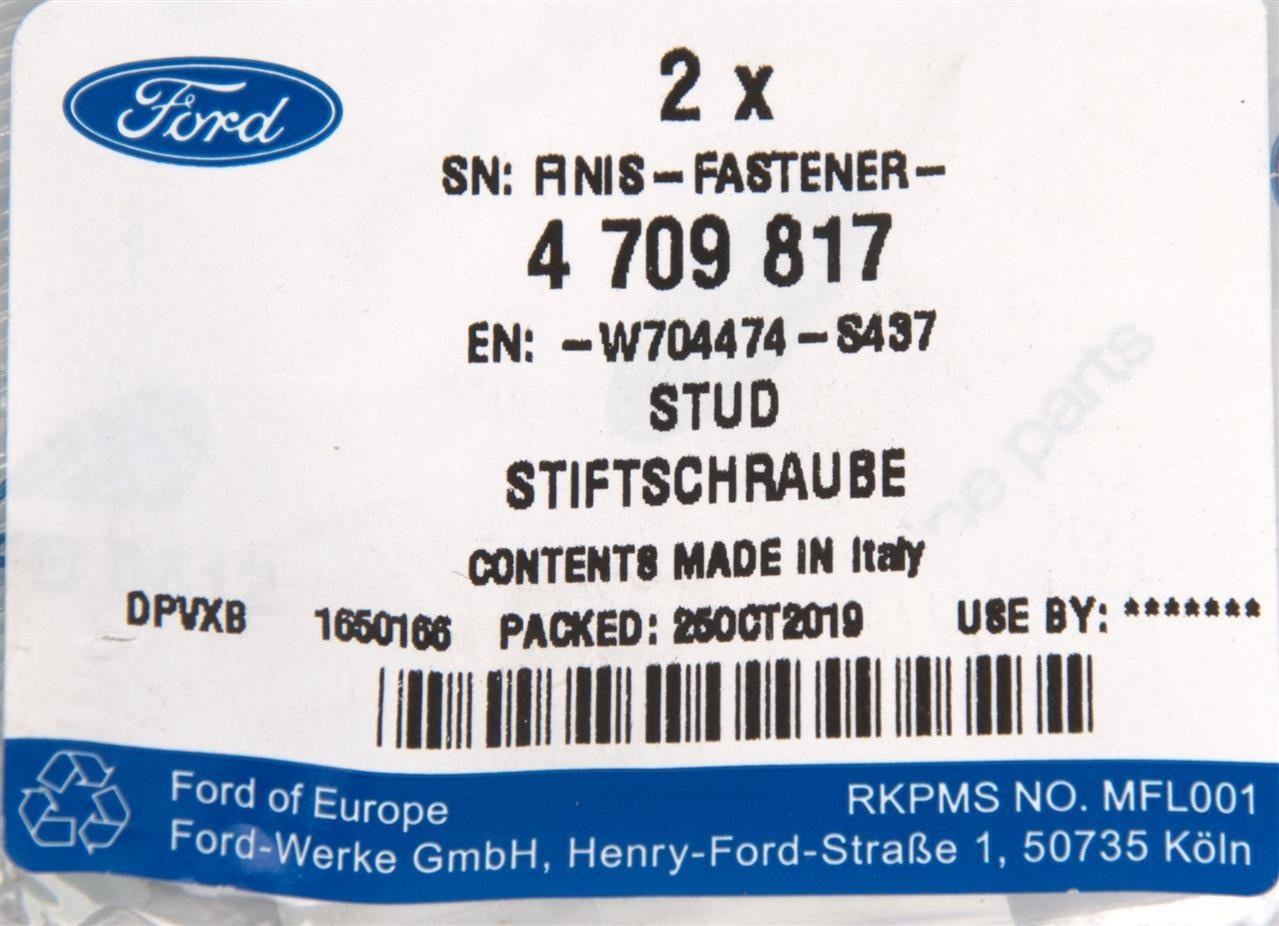 Ford
2 x
SN: FINIS-FASTENER-
4 709 817
EN: -W704474-S437
STUD
STIFTSCHRAUBE
CONTENTS MADE IN Italy
DPVXB 1650166 PACKED: 25OCT2019 USE BY: *******
parts
Ford of Europe RKPMS NO. MFL001
Ford-Werke GmbH, Henry-Ford-Straße 1, 50735 Köln